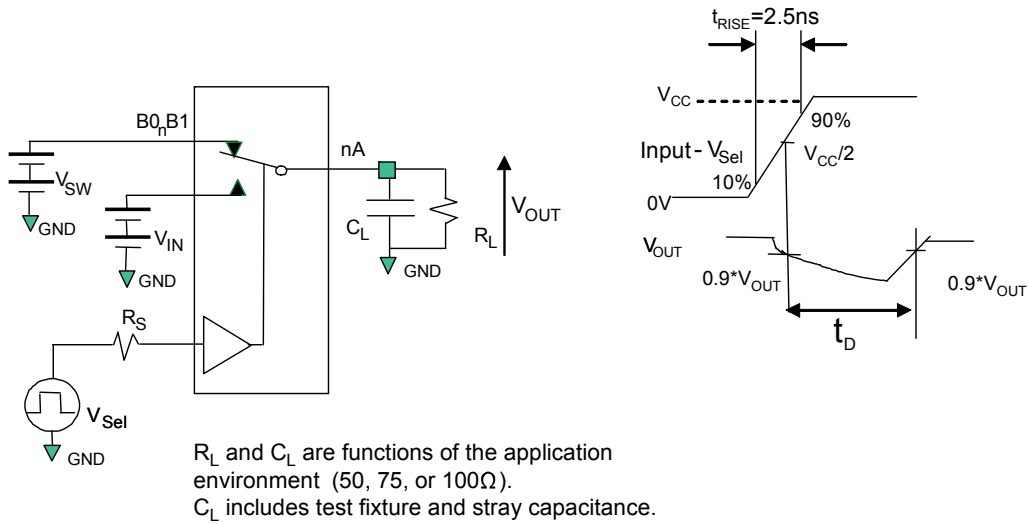 B0nB1
nA
VSW
GND
VIN
GND
RS
VSel
GND
CL
RL
GND
VOUT
tRISE=2.5ns
VCC
90%
Input - VSel
VCC/2
10%
0V
VOUT
0.9*VOUT
0.9*VOUT
tD
RL and CL are functions of the application
environment (50, 75, or 100Ω).
CL includes test fixture and stray capacitance.